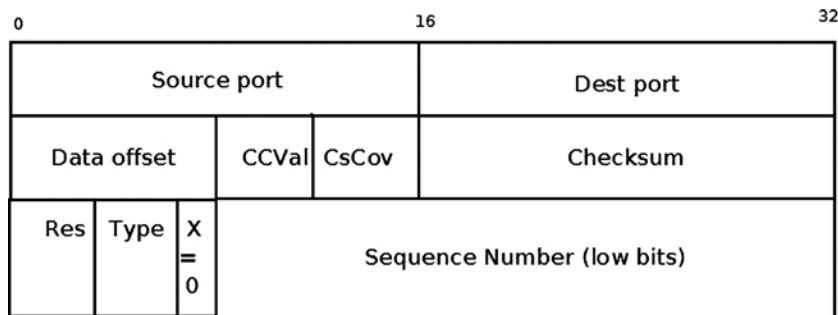 0 16 32
Source port Dest port
Data offset CCVal CsCov Checksum
Res Type X
=
0
Sequence Number (low bits)